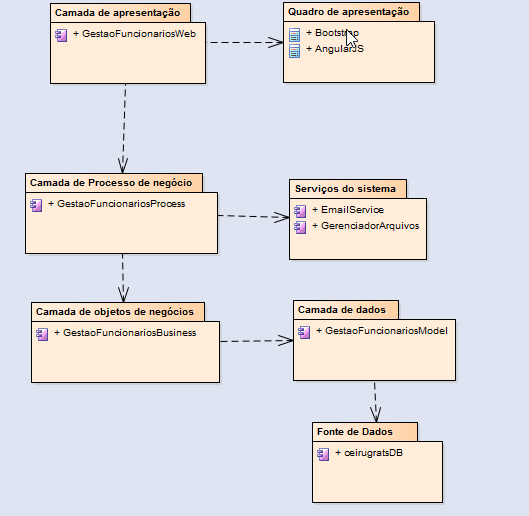 Camada de apresentação
+ GestaoFuncionariosWeb
Quadro de apresentação
+ Bootstrap
+ AngularJS
Camada de Processo de negócio
+ GestaoFuncionariosProcess
Serviços do sistema
+ EmailService
+ GerenciadorArquivos
Camada de objetos de negócios
+ GestaoFuncionariosBusiness
Camada de dados
+ GestaoFuncionariosModel
Fonte de Dados
+ ceirugratsDB